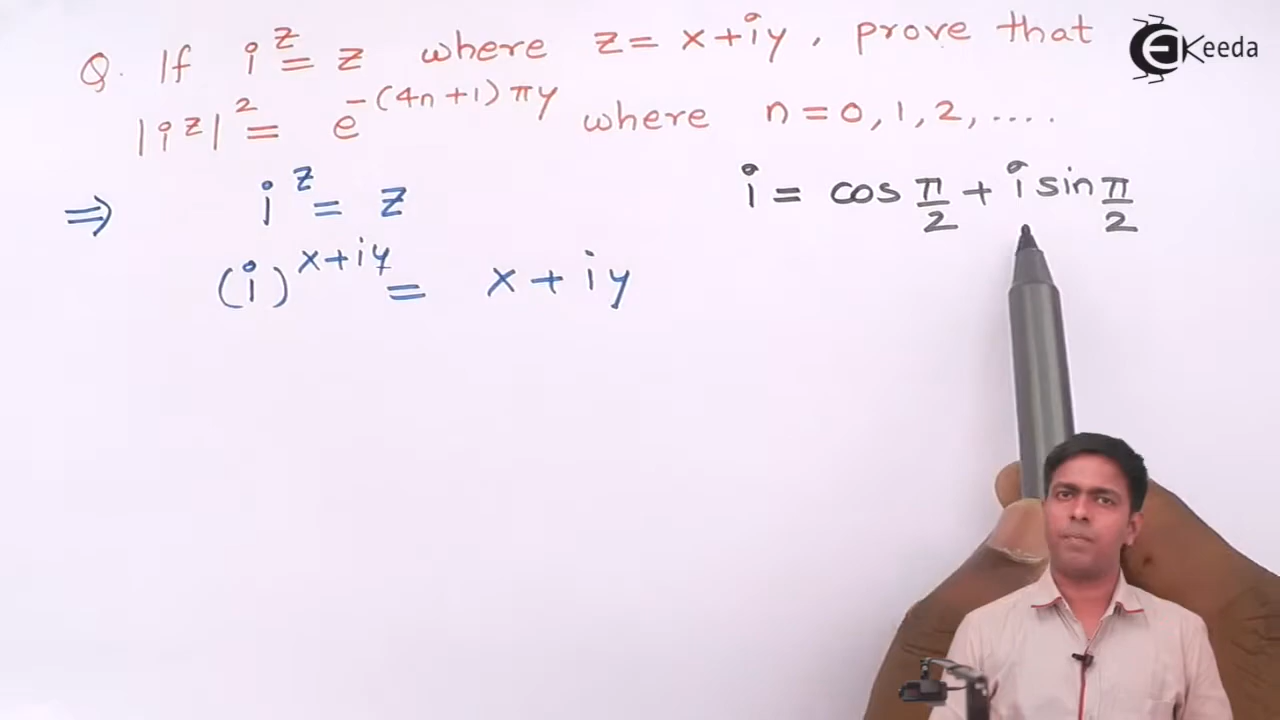 Q. If i^z = z where z = x+iy, prove that
|i^z|^2 = e^-(4n+1)πy where n = 0, 1, 2, ....
⇒ i^z = z
(i)^x+iy = x + iy
i = cos π/2 + i sin π/2
Ekeeda